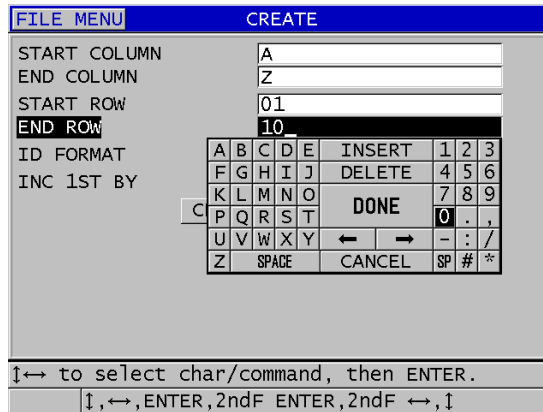 FILE MENU CREATE
START COLUMN A
END COLUMN Z
START ROW 01
END ROW 10_
ID FORMAT
INC 1ST BY
A B C D E INSERT 1 2 3
F G H I J DELETE 4 5 6
K L M N O DONE 7 8 9
P Q R S T 0 . ,
U V W X Y ← → - : /
Z SPACE CANCEL SP # *
↕↔ to select char/command, then ENTER.
↕,↔,ENTER,2ndF ENTER,2ndF ↔,↕